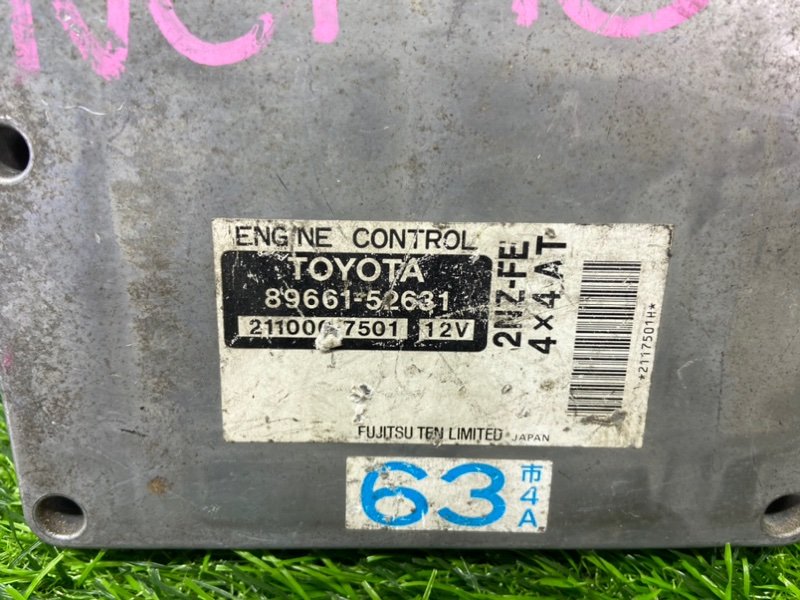 ENGINE CONTROL
TOYOTA
89661-52631
211000-7501 12V
2NZ-FE
4×4 AT
*2117501H*
FUJITSU TEN LIMITED JAPAN
63 市4A